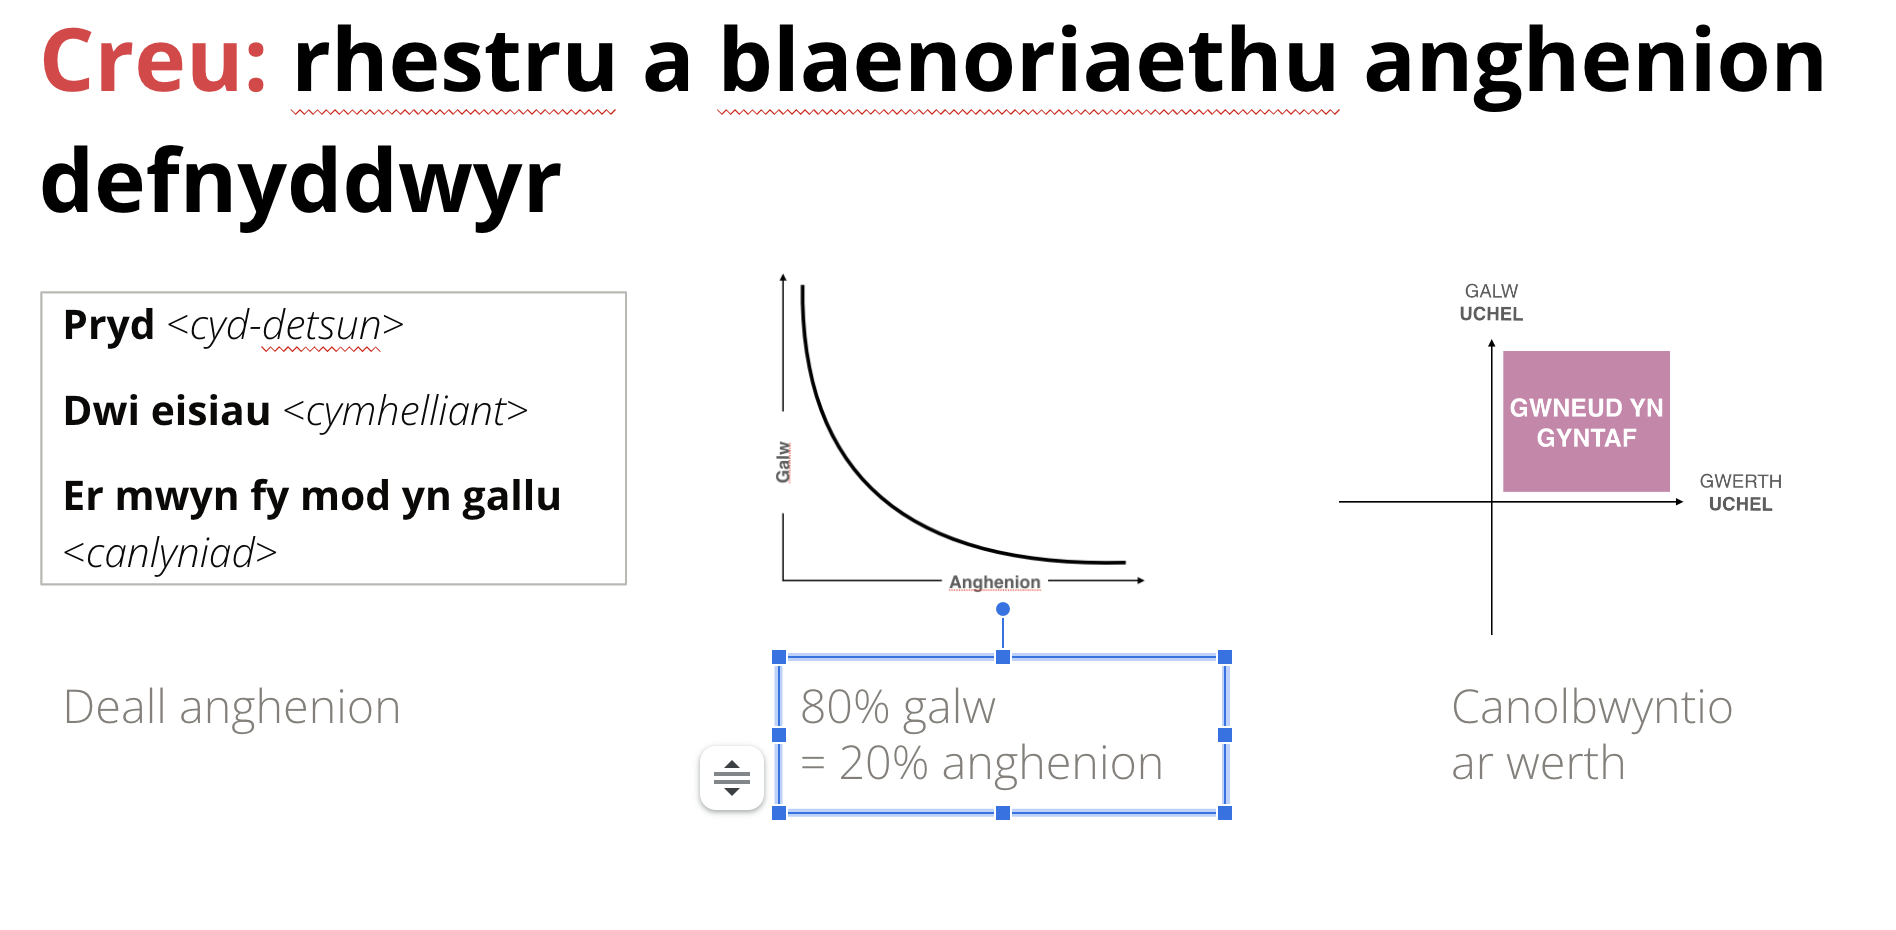 Creu: rhestru a blaenoriaethu anghenion
defnyddwyr
Pryd <cyd-detsun>
Dwi eisiau <cymhelliant>
Er mwyn fy mod yn gallu
<canlyniad>
Deall anghenion
Galw
Anghenion
80% galw
= 20% anghenion
GALW
UCHEL
GWNEUD YN
GYNTAF
GWERTH
UCHEL
Canolbwyntio
ar werth